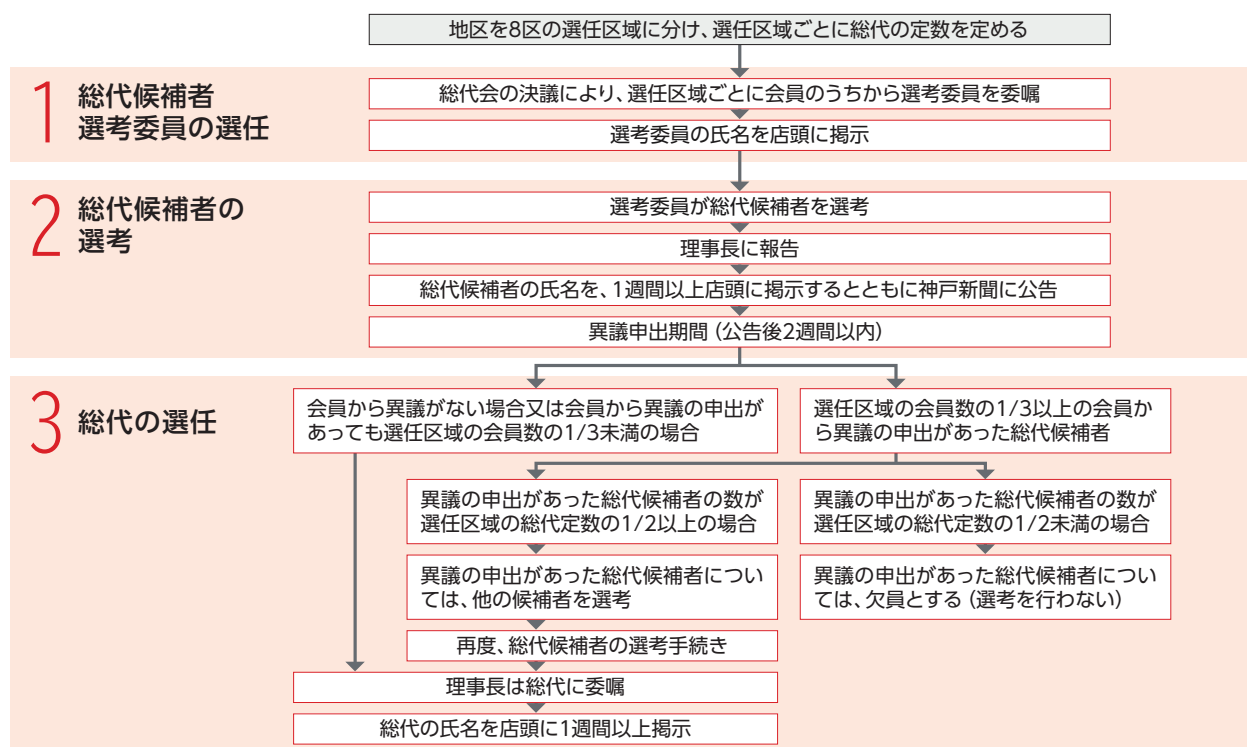 地区を8区の選任区域に分け、選任区域ごとに総代の定数を定める
1 総代候補者
選考委員の選任
総代会の決議により、選任区域ごとに会員のうちから選考委員を委嘱
選考委員の氏名を店頭に掲示
2 総代候補者の
選考
選考委員が総代候補者を選考
理事長に報告
総代候補者の氏名を、1週間以上店頭に掲示するとともに神戸新聞に公告
異議申出期間（公告後2週間以内）
3 総代の選任
会員から異議がない場合又は会員から異議の申出が
あっても選任区域の会員数の1/3未満の場合
選任区域の会員数の1/3以上の会員か
ら異議の申出があった総代候補者
異議の申出があった総代候補者の数が
選任区域の総代定数の1/2以上の場合
異議の申出があった総代候補者の数が
選任区域の総代定数の1/2未満の場合
異議の申出があった総代候補者につい
ては、他の候補者を選考
異議の申出があった総代候補者につい
ては、欠員とする（選考を行わない）
再度、総代候補者の選考手続き
理事長は総代に委嘱
総代の氏名を店頭に1週間以上掲示